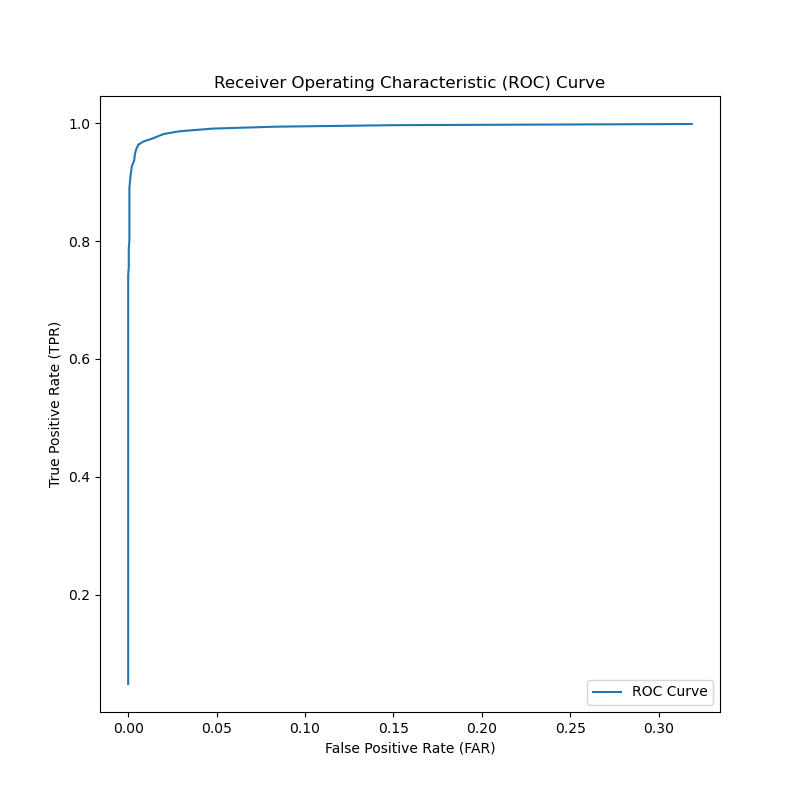 Receiver Operating Characteristic (ROC) Curve
1.0
0.8
0.6
0.4
0.2
True Positive Rate (TPR)
ROC Curve
0.00 0.05 0.10 0.15 0.20 0.25 0.30
False Positive Rate (FAR)